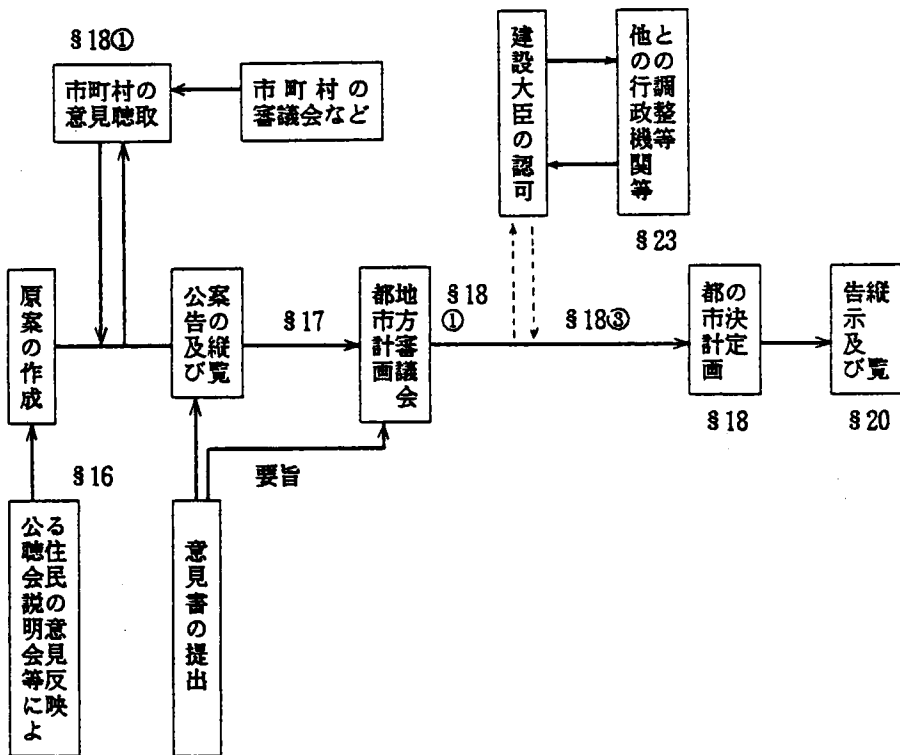 §18①
市町村の
意見聴取
市町村の
審議会など
建設大臣の認可
他の行政機関等
との調整等
§23
原案の作成
§16
公聴会説明会等によ
る住民の意見反映
公告及び
案の縦覧
§17
意見書の提出
要旨
都市計画
地方審議会
§18
①
§18③
都市計画
の決定
§18
告示及び
縦覧
§20